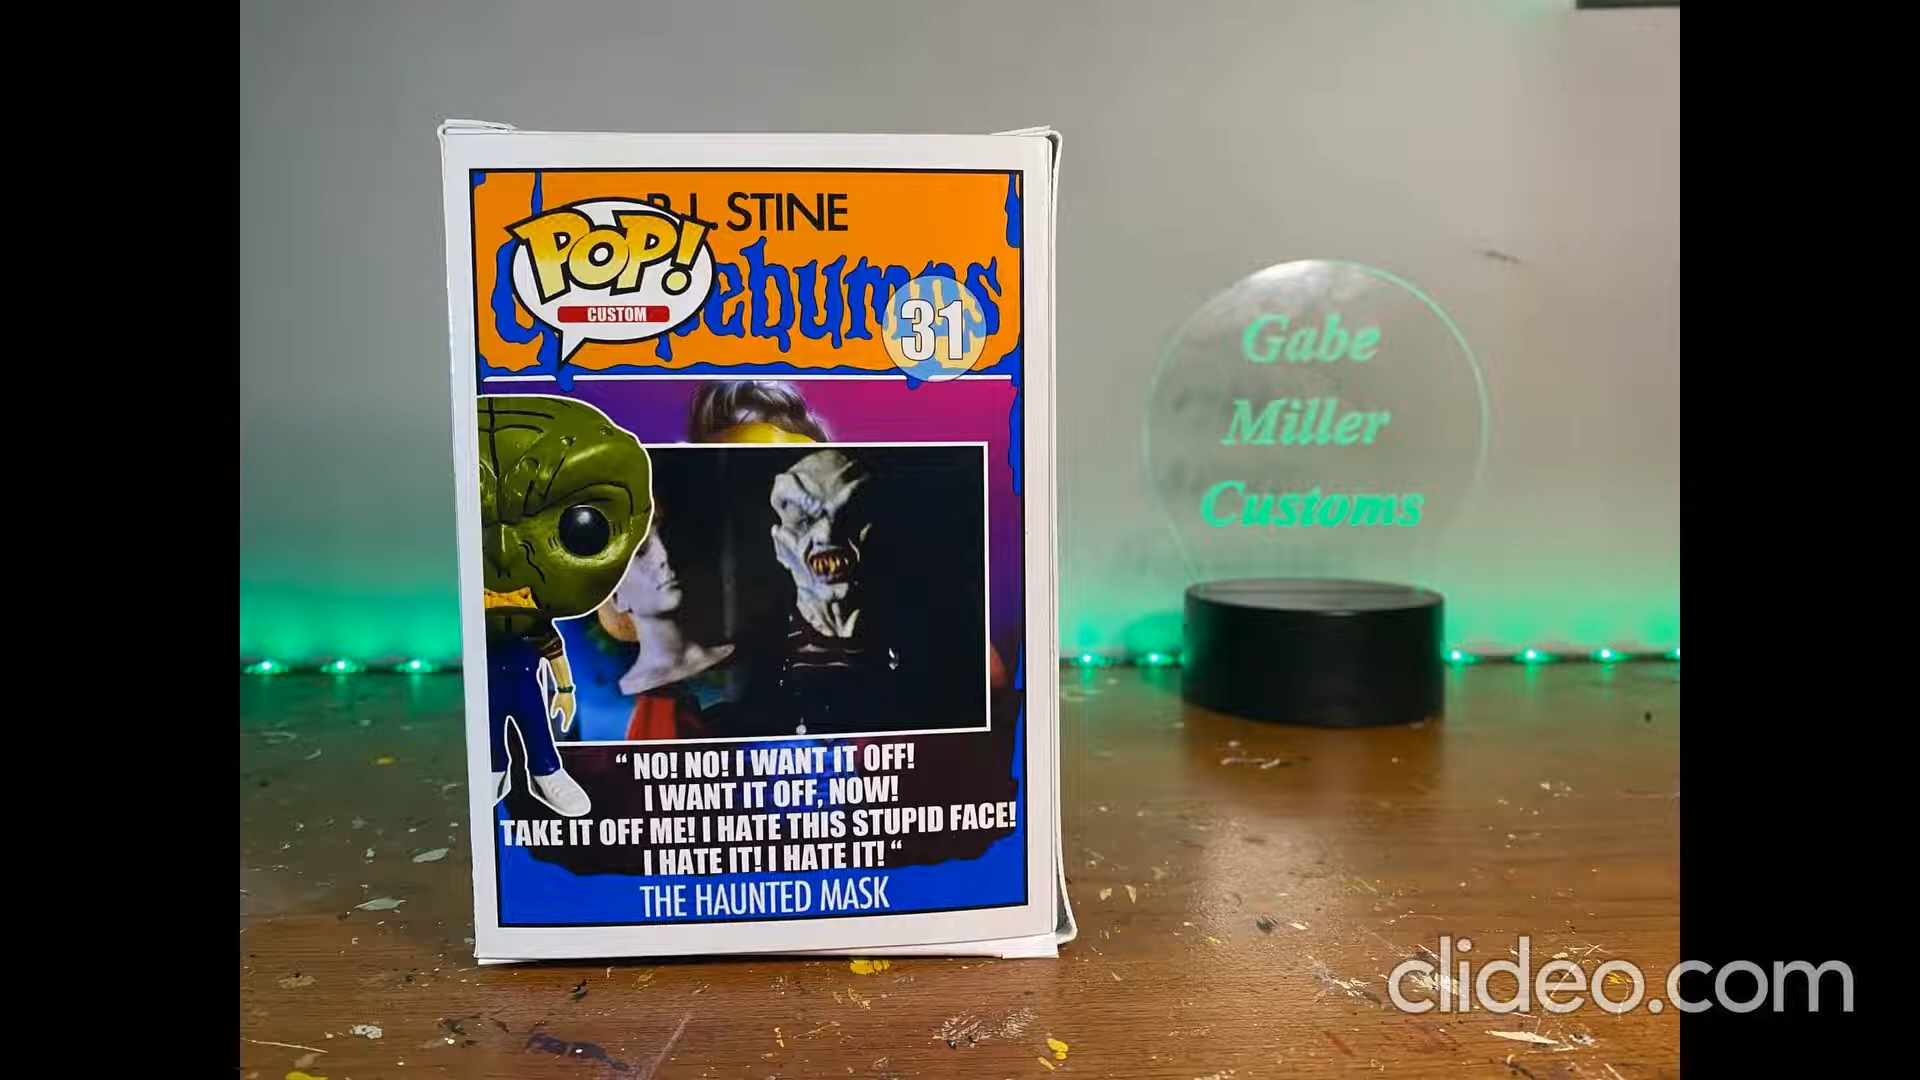 R.L. STINE
POP!
CUSTOM
Goosebumps
31
Gabe
Miller
Customs
“ NO! NO! I WANT IT OFF!
I WANT IT OFF, NOW!
TAKE IT OFF ME! I HATE THIS STUPID FACE!
I HATE IT! I HATE IT! “
THE HAUNTED MASK
clideo.com